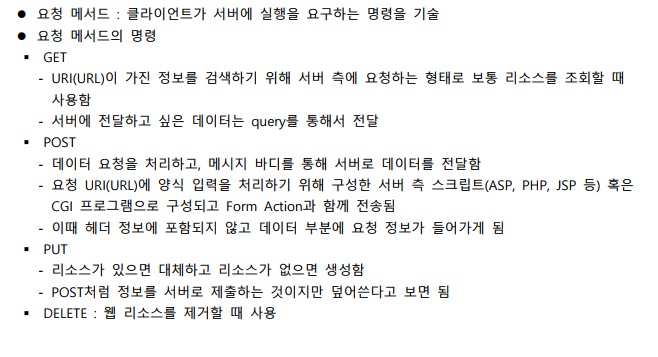 ● 요청 메서드 : 클라이언트가 서버에 실행을 요구하는 명령을 기술
● 요청 메서드의 명령
▪ GET
- URI(URL)이 가진 정보를 검색하기 위해 서버 측에 요청하는 형태로 보통 리소스를 조회할 때
사용함
- 서버에 전달하고 싶은 데이터는 query를 통해서 전달
▪ POST
- 데이터 요청을 처리하고, 메시지 바디를 통해 서버로 데이터를 전달함
- 요청 URI(URL)에 양식 입력을 처리하기 위해 구성한 서버 측 스크립트(ASP, PHP, JSP 등) 혹은
CGI 프로그램으로 구성되고 Form Action과 함께 전송됨
- 이때 헤더 정보에 포함되지 않고 데이터 부분에 요청 정보가 들어가게 됨
▪ PUT
- 리소스가 있으면 대체하고 리소스가 없으면 생성함
- POST처럼 정보를 서버로 제출하는 것이지만 덮어쓴다고 보면 됨
▪ DELETE : 웹 리소스를 제거할 때 사용